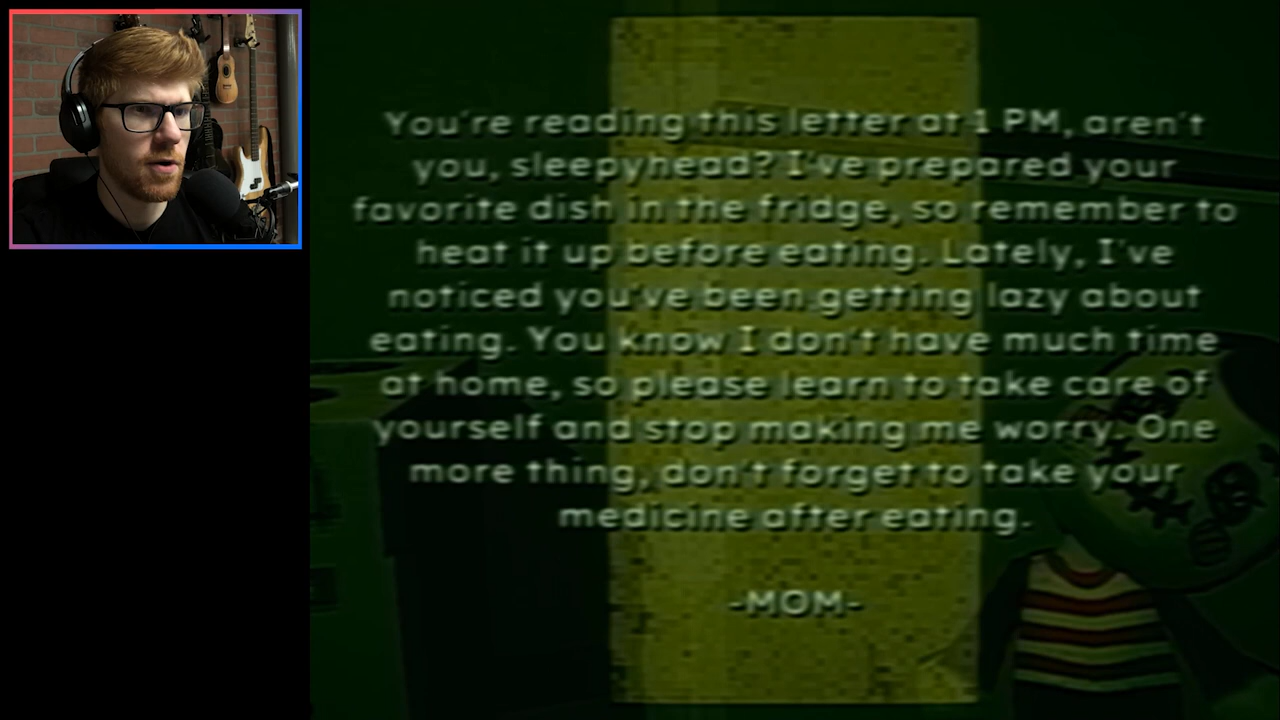 You're reading this letter at 1 PM, aren't
you, sleepyhead? I've prepared your
favorite dish in the fridge, so remember to
heat it up before eating. Lately, I've
noticed you've been getting lazy about
eating. You know I don't have much time
at home, so please learn to take care of
yourself and stop making me worry. One
more thing, don't forget to take your
medicine after eating.
-MOM-